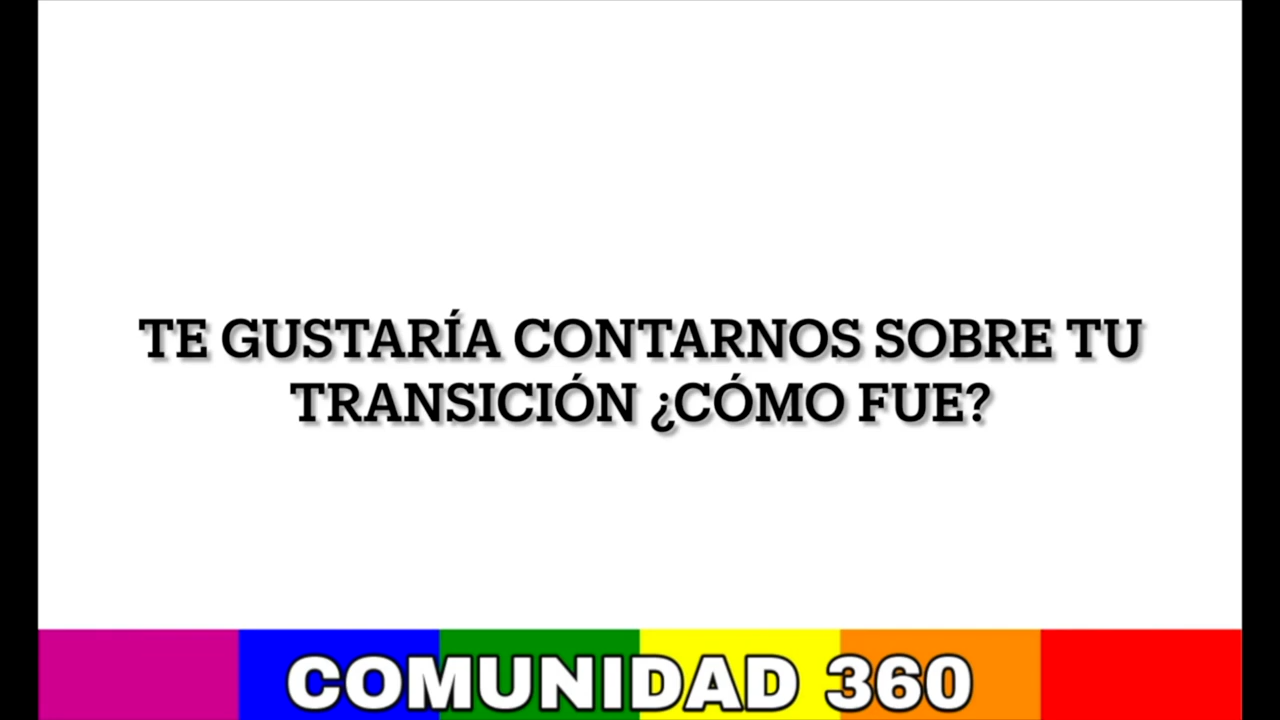 TE GUSTARÍA CONTARNOS SOBRE TU
TRANSICIÓN ¿CÓMO FUE?
COMUNIDAD 360